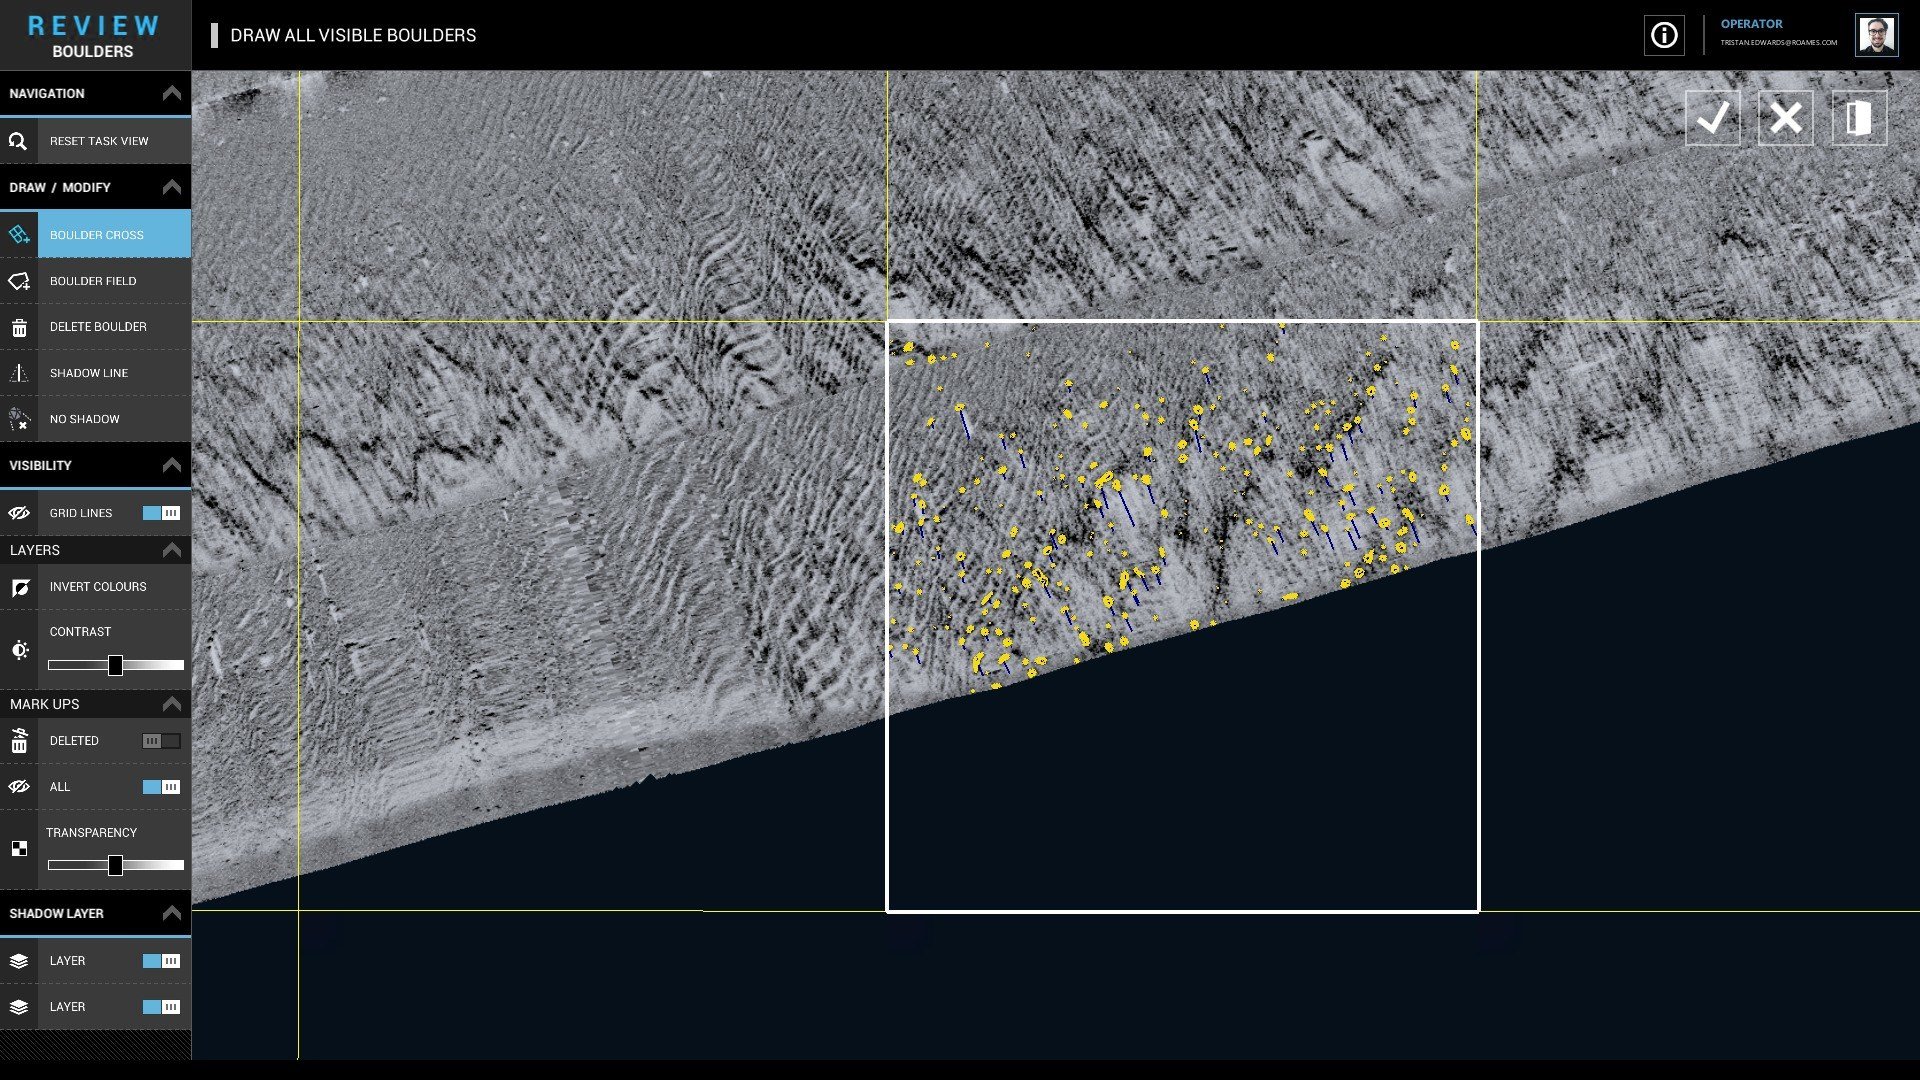 REVIEW
BOULDERS
DRAW ALL VISIBLE BOULDERS
OPERATOR
TRISTAN.EDWARDS@ROAMES.COM
NAVIGATION
RESET TASK VIEW
DRAW / MODIFY
BOULDER CROSS
BOULDER FIELD
DELETE BOULDER
SHADOW LINE
NO SHADOW
VISIBILITY
GRID LINES
LAYERS
INVERT COLOURS
CONTRAST
MARK UPS
DELETED
ALL
TRANSPARENCY
SHADOW LAYER
LAYER
LAYER